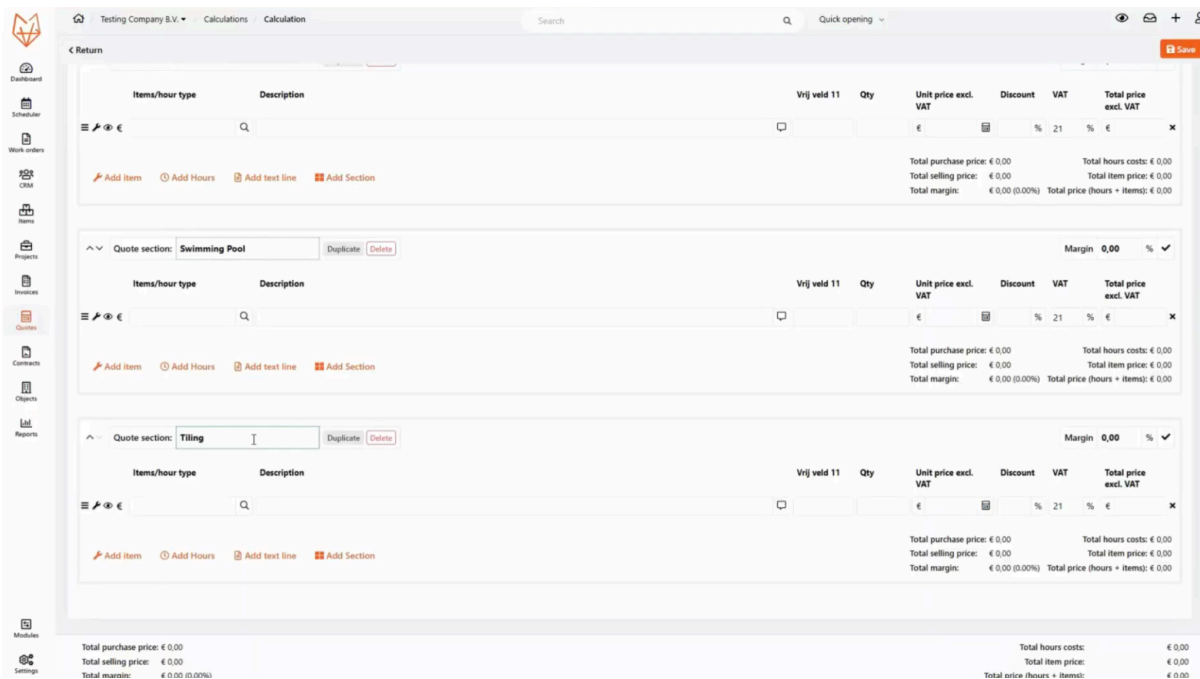 Testing Company B.V. Calculations / Calculation Search Quick opening
Return Save
Dashboard
Scheduler
Work orders
CRM
Items
Projects
Invoices
Quotes
Contracts
Objects
Reports
Modules
Settings
Items/hour type Description Vrij veld 11 Qty Unit price excl. VAT Discount VAT Total price excl. VAT
€ € % 21 % €
Total purchase price: € 0,00 Total hours costs: € 0,00
Add item Add Hours Add text line Add Section Total selling price: € 0,00 Total item price: € 0,00
Total margin: € 0,00 (0.00%) Total price (hours + items): € 0,00
Quote section: Swimming Pool Duplicate Delete Margin 0,00 %
Items/hour type Description Vrij veld 11 Qty Unit price excl. VAT Discount VAT Total price excl. VAT
€ € % 21 % €
Total purchase price: € 0,00 Total hours costs: € 0,00
Add item Add Hours Add text line Add Section Total selling price: € 0,00 Total item price: € 0,00
Total margin: € 0,00 (0.00%) Total price (hours + items): € 0,00
Quote section: Tiling Duplicate Delete Margin 0,00 %
Items/hour type Description Vrij veld 11 Qty Unit price excl. VAT Discount VAT Total price excl. VAT
€ € % 21 % €
Total purchase price: € 0,00 Total hours costs: € 0,00
Add item Add Hours Add text line Add Section Total selling price: € 0,00 Total item price: € 0,00
Total margin: € 0,00 (0.00%) Total price (hours + items): € 0,00
Total purchase price: € 0,00 Total hours costs: € 0,00
Total selling price: € 0,00 Total item price: € 0,00
Total margin: € 0,00 (0.00%) Total price (hours + items): € 0,00